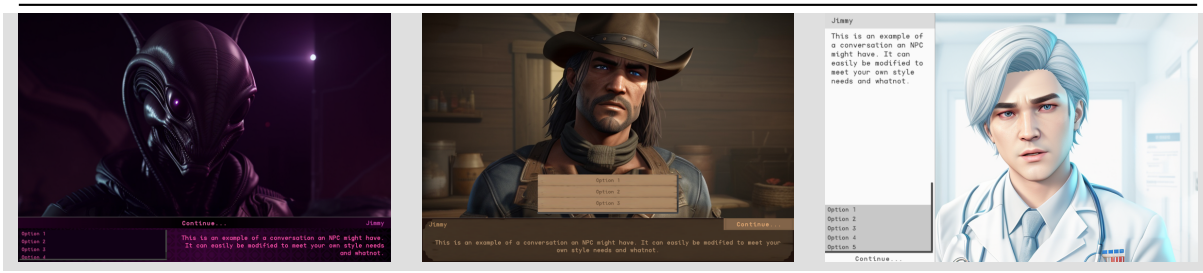 Continue...
Jimmy
Option 1
Option 2
Option 3
Option 4
This is an example of a conversation an NPC might have.
It can easily be modified to meet your own style needs
and whatnot.
Option 1
Option 2
Option 3
Jimmy
Continue...
This is an example of a conversation an NPC might have. It can easily be modified to meet your
own style needs and whatnot.
Jimmy
This is an example of
a conversation an NPC
might have. It can
easily be modified to
meet your own style
needs and whatnot.
Option 1
Option 2
Option 3
Option 4
Option 5
Continue...